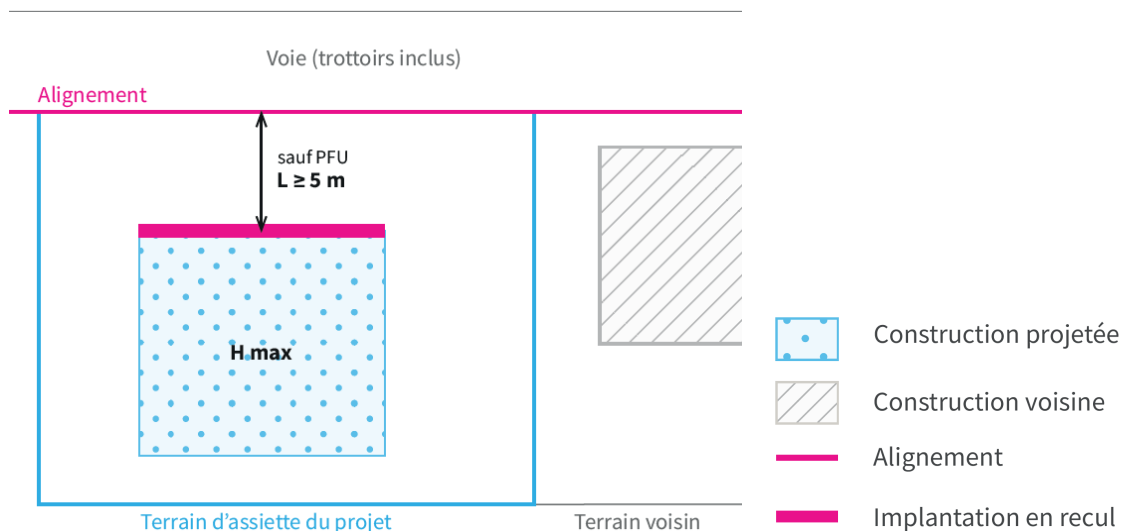 Voie (trottoirs inclus)
Alignement
sauf PFU
L ≥ 5 m
H max
Terrain d'assiette du projet
Terrain voisin
Construction projetée
Construction voisine
Alignement
Implantation en recul